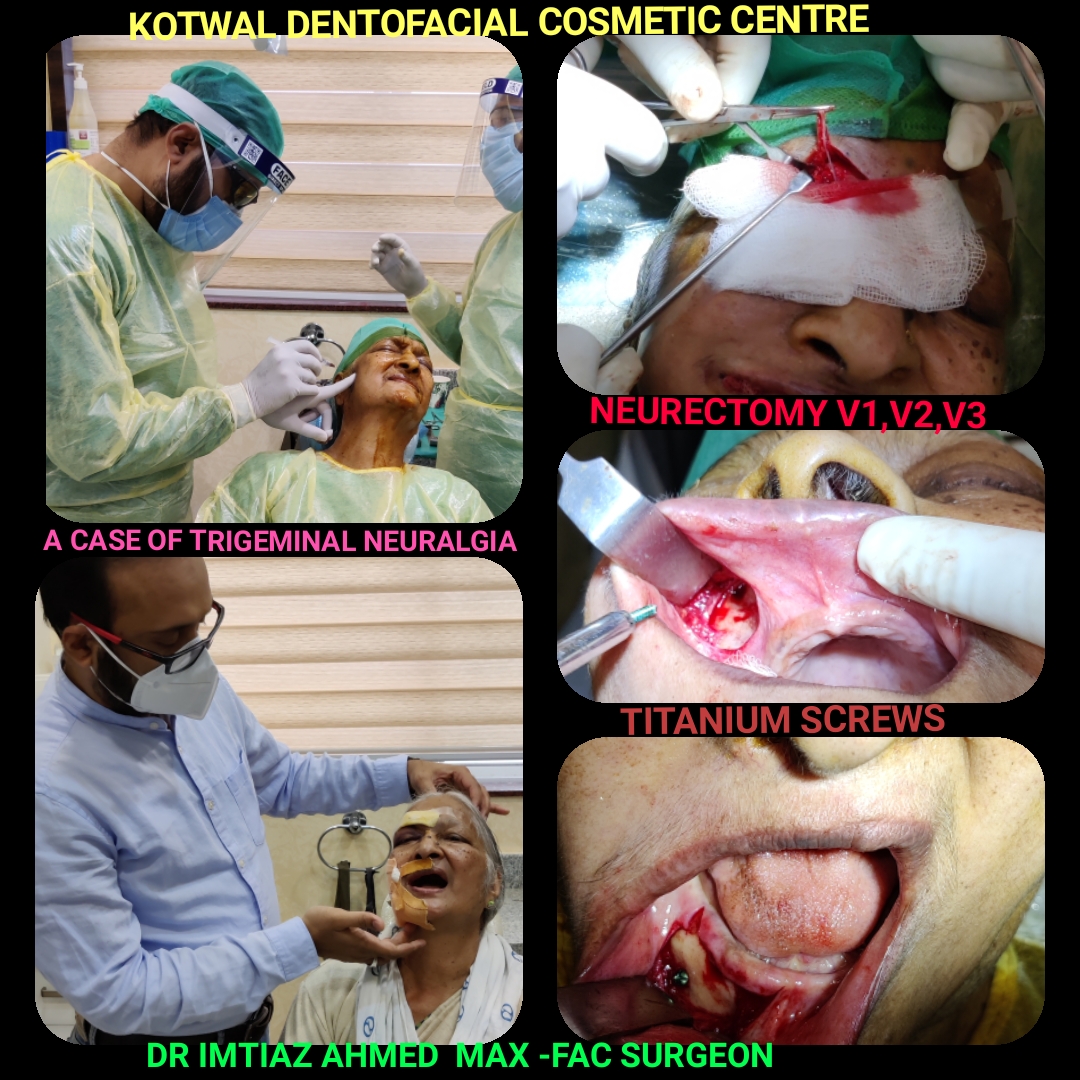 KOTWAL DENTOFACIAL COSMETIC CENTRE
FACE
A CASE OF TRIGEMINAL NEURALGIA
NEURECTOMY V1,V2,V3
TITANIUM SCREWS
DR IMTIAZ AHMED MAX -FAC SURGEON